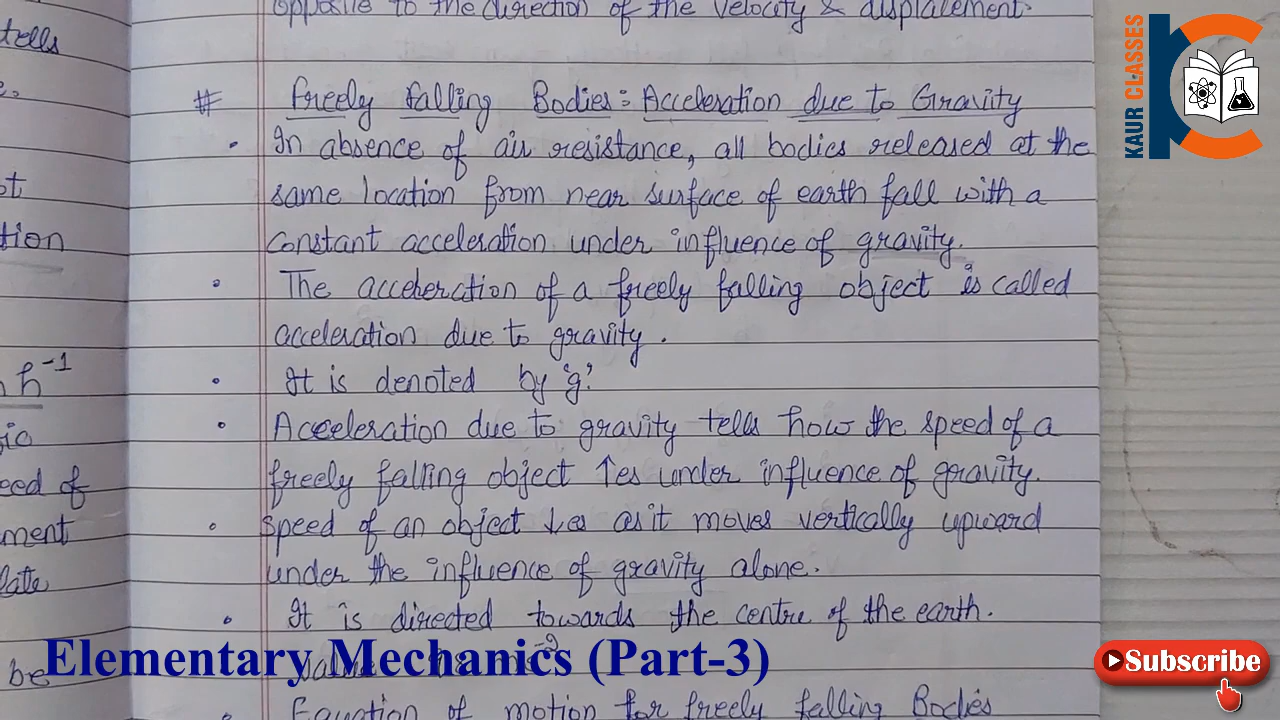 opposite to the direction of the velocity & displacement.
tells
# Freely Falling Bodies: Acceleration due to Gravity
• In absence of air resistance, all bodies released at the
same location from near surface of earth fall with a
constant acceleration under influence of gravity.
tion
• The acceleration of a freely falling object is called
acceleration due to gravity.
h⁻¹
• It is denoted by 'g'.
• Acceleration due to gravity tells how the speed of a
freely falling object ↑es under influence of gravity.
eed of
• Speed of an object ↓es as it moves vertically upward
ment
under the influence of gravity alone.
late
• It is directed towards the centre of the earth.
be
• Equation of motion for freely falling Bodies
KAUR CLASSES
Elementary Mechanics (Part-3)
Subscribe